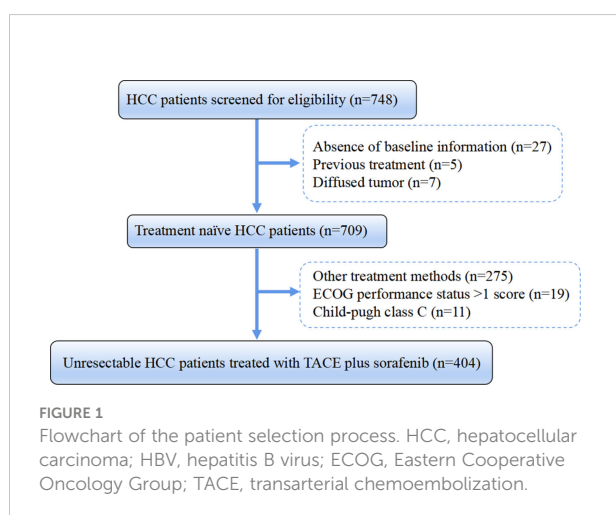 HCC patients screened for eligibility (n=748)
Absence of baseline information (n=27)
Previous treatment (n=5)
Diffused tumor (n=7)
Treatment naïve HCC patients (n=709)
Other treatment methods (n=275)
ECOG performance status >1 score (n=19)
Child-pugh class C (n=11)
Unresectable HCC patients treated with TACE plus sorafenib (n=404)
FIGURE 1
Flowchart of the patient selection process. HCC, hepatocellular
carcinoma; HBV, hepatitis B virus; ECOG, Eastern Cooperative
Oncology Group; TACE, transarterial chemoembolization.